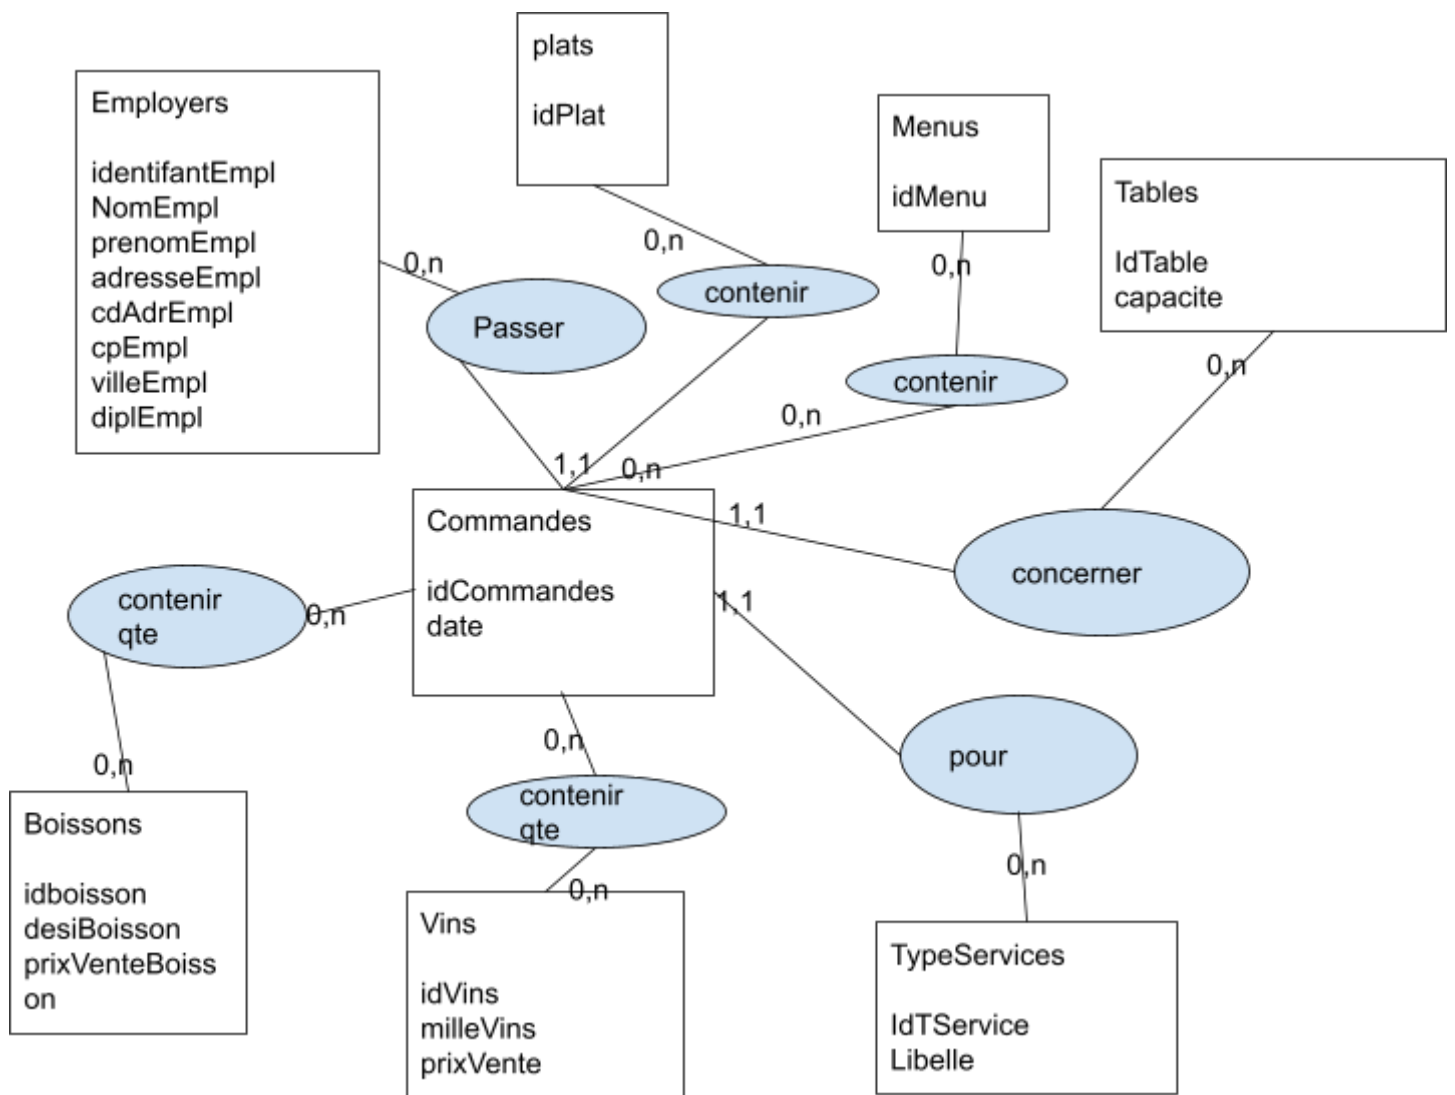 plats
idPlat
Employers
identifantEmpl
NomEmpl
prenomEmpl
adresseEmpl
cdAdrEmpl
cpEmpl
villeEmpl
diplEmpl
Menus
idMenu
Tables
IdTable
capacite
0,n
0,n
0,n
0,n
Passer
contenir
contenir
0,n
1,1
0,n
1,1
Commandes
idCommandes
date
concerner
contenir
qte
0,n
1,1
0,n
pour
0,n
contenir
qte
0,n
0,n
Boissons
idboisson
desiBoisson
prixVenteBoiss
on
Vins
idVins
milleVins
prixVente
TypeServices
IdTService
Libelle